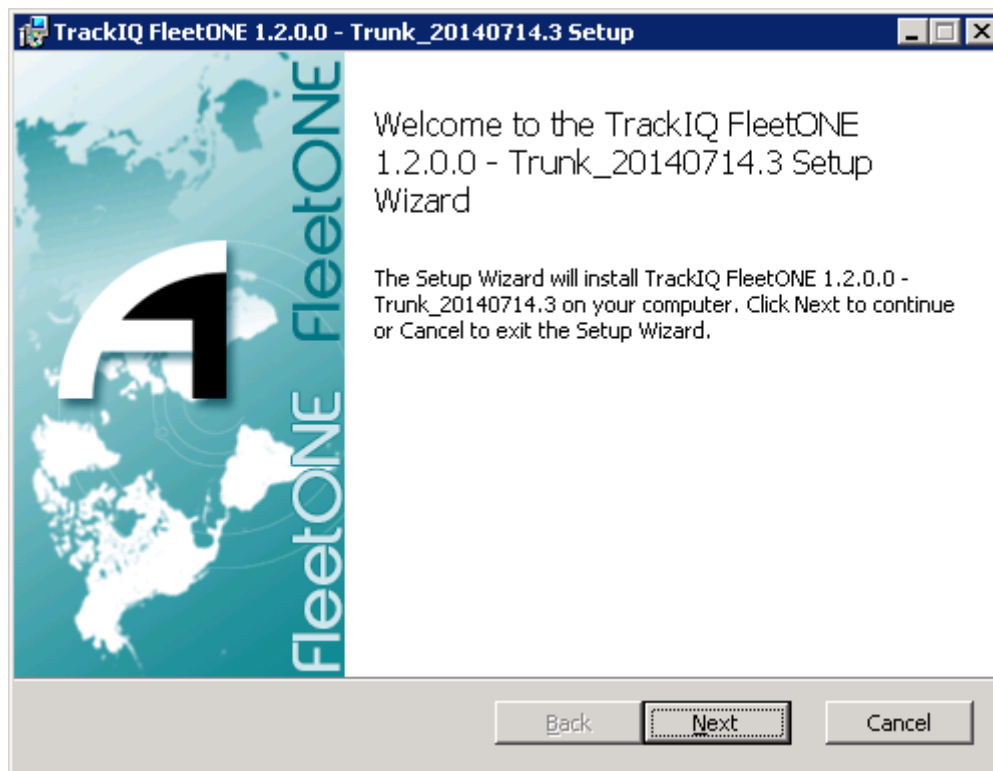 TrackIQ FleetONE 1.2.0.0 - Trunk_20140714.3 Setup
FleetONE FleetONE
Welcome to the TrackIQ FleetONE
1.2.0.0 - Trunk_20140714.3 Setup
Wizard
The Setup Wizard will install TrackIQ FleetONE 1.2.0.0 -
Trunk_20140714.3 on your computer. Click Next to continue
or Cancel to exit the Setup Wizard.
Back
Next
Cancel